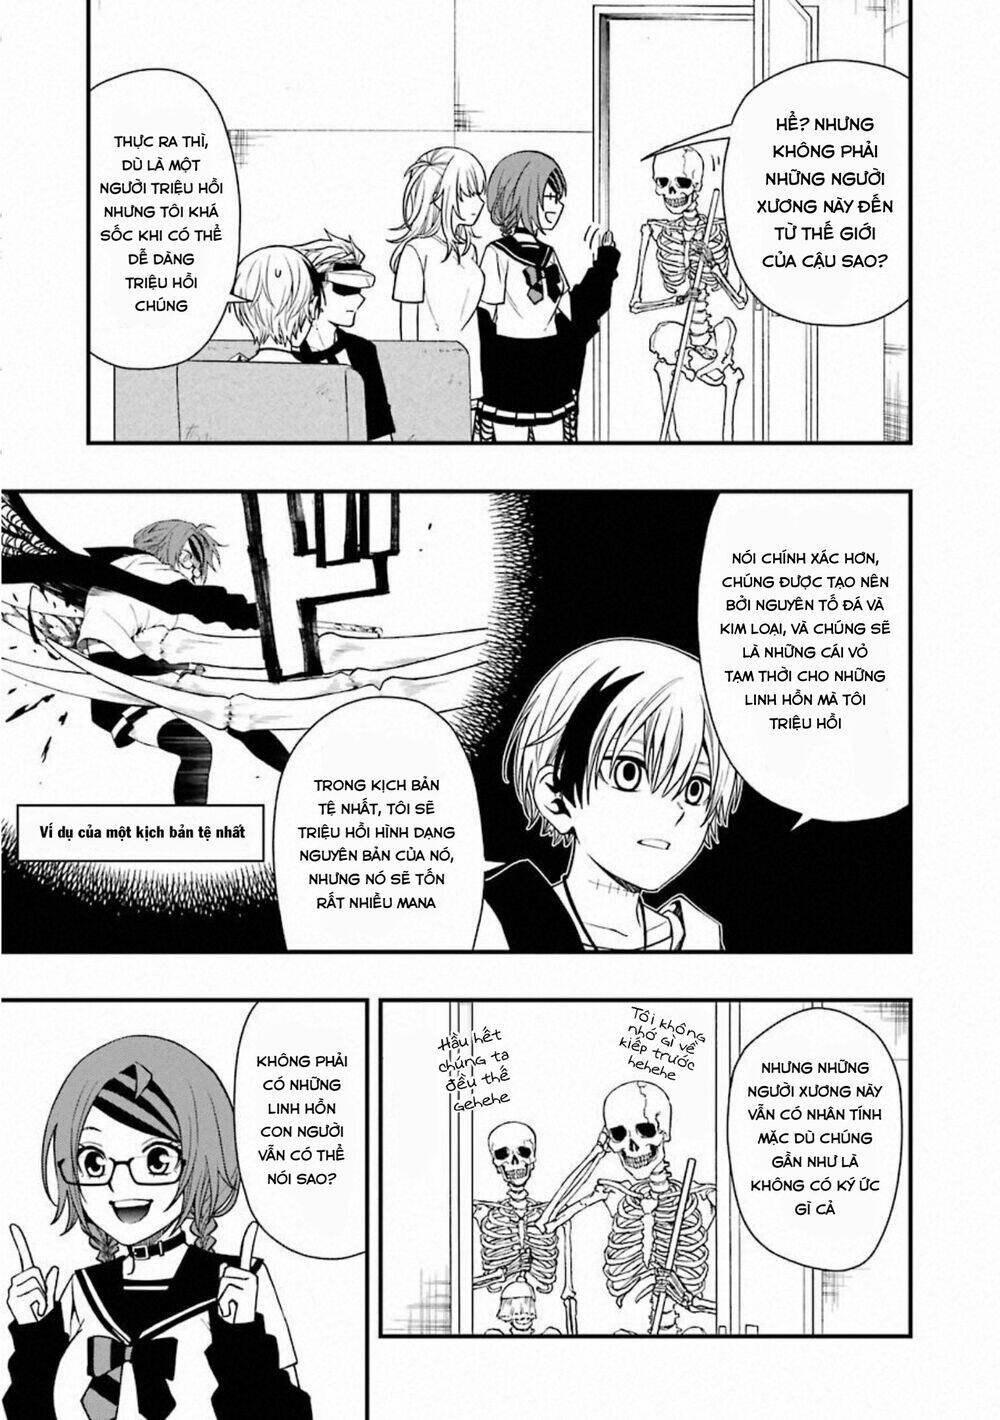 HỂ? NHƯNG
KHÔNG PHẢI
NHỮNG NGƯỜI
XƯƠNG NÀY ĐẾN
TỪ THẾ GIỚI
CỦA CẬU SAO?
THỰC RA THÌ,
DÙ LÀ MỘT
NGƯỜI TRIỆU HỒI
NHƯNG TÔI KHÁ
SỐC KHI CÓ THỂ
DỄ DÀNG
TRIỆU HỒI
CHÚNG
NÓI CHÍNH XÁC HƠN,
CHÚNG ĐƯỢC TẠO NÊN
BỞI NGUYÊN TỐ ĐÁ VÀ
KIM LOẠI, VÀ CHÚNG SẼ
LÀ NHỮNG CÁI VỎ
TẠM THỜI CHO NHỮNG
LINH HỒN MÀ TÔI
TRIỆU HỒI
TRONG KỊCH BẢN
TỆ NHẤT, TÔI SẼ
TRIỆU HỒI HÌNH DẠNG
NGUYÊN BẢN CỦA NÓ,
NHƯNG NÓ SẼ TỐN
RẤT NHIỀU MANA
Ví dụ của một kịch bản tệ nhất
NHƯNG NHỮNG
NGƯỜI XƯƠNG NÀY
VẪN CÓ NHÂN TÍNH
MẶC DÙ CHÚNG
GẦN NHƯ LÀ
KHÔNG CÓ KÝ ỨC
GÌ CẢ
Tôi không
nhớ gì về
kiếp trước
hehehe
Hầu hết
chúng ta
đều thế
Gehehe
KHÔNG PHẢI
CÓ NHỮNG
LINH HỒN
CON NGƯỜI
VẪN CÓ THỂ
NÓI SAO?